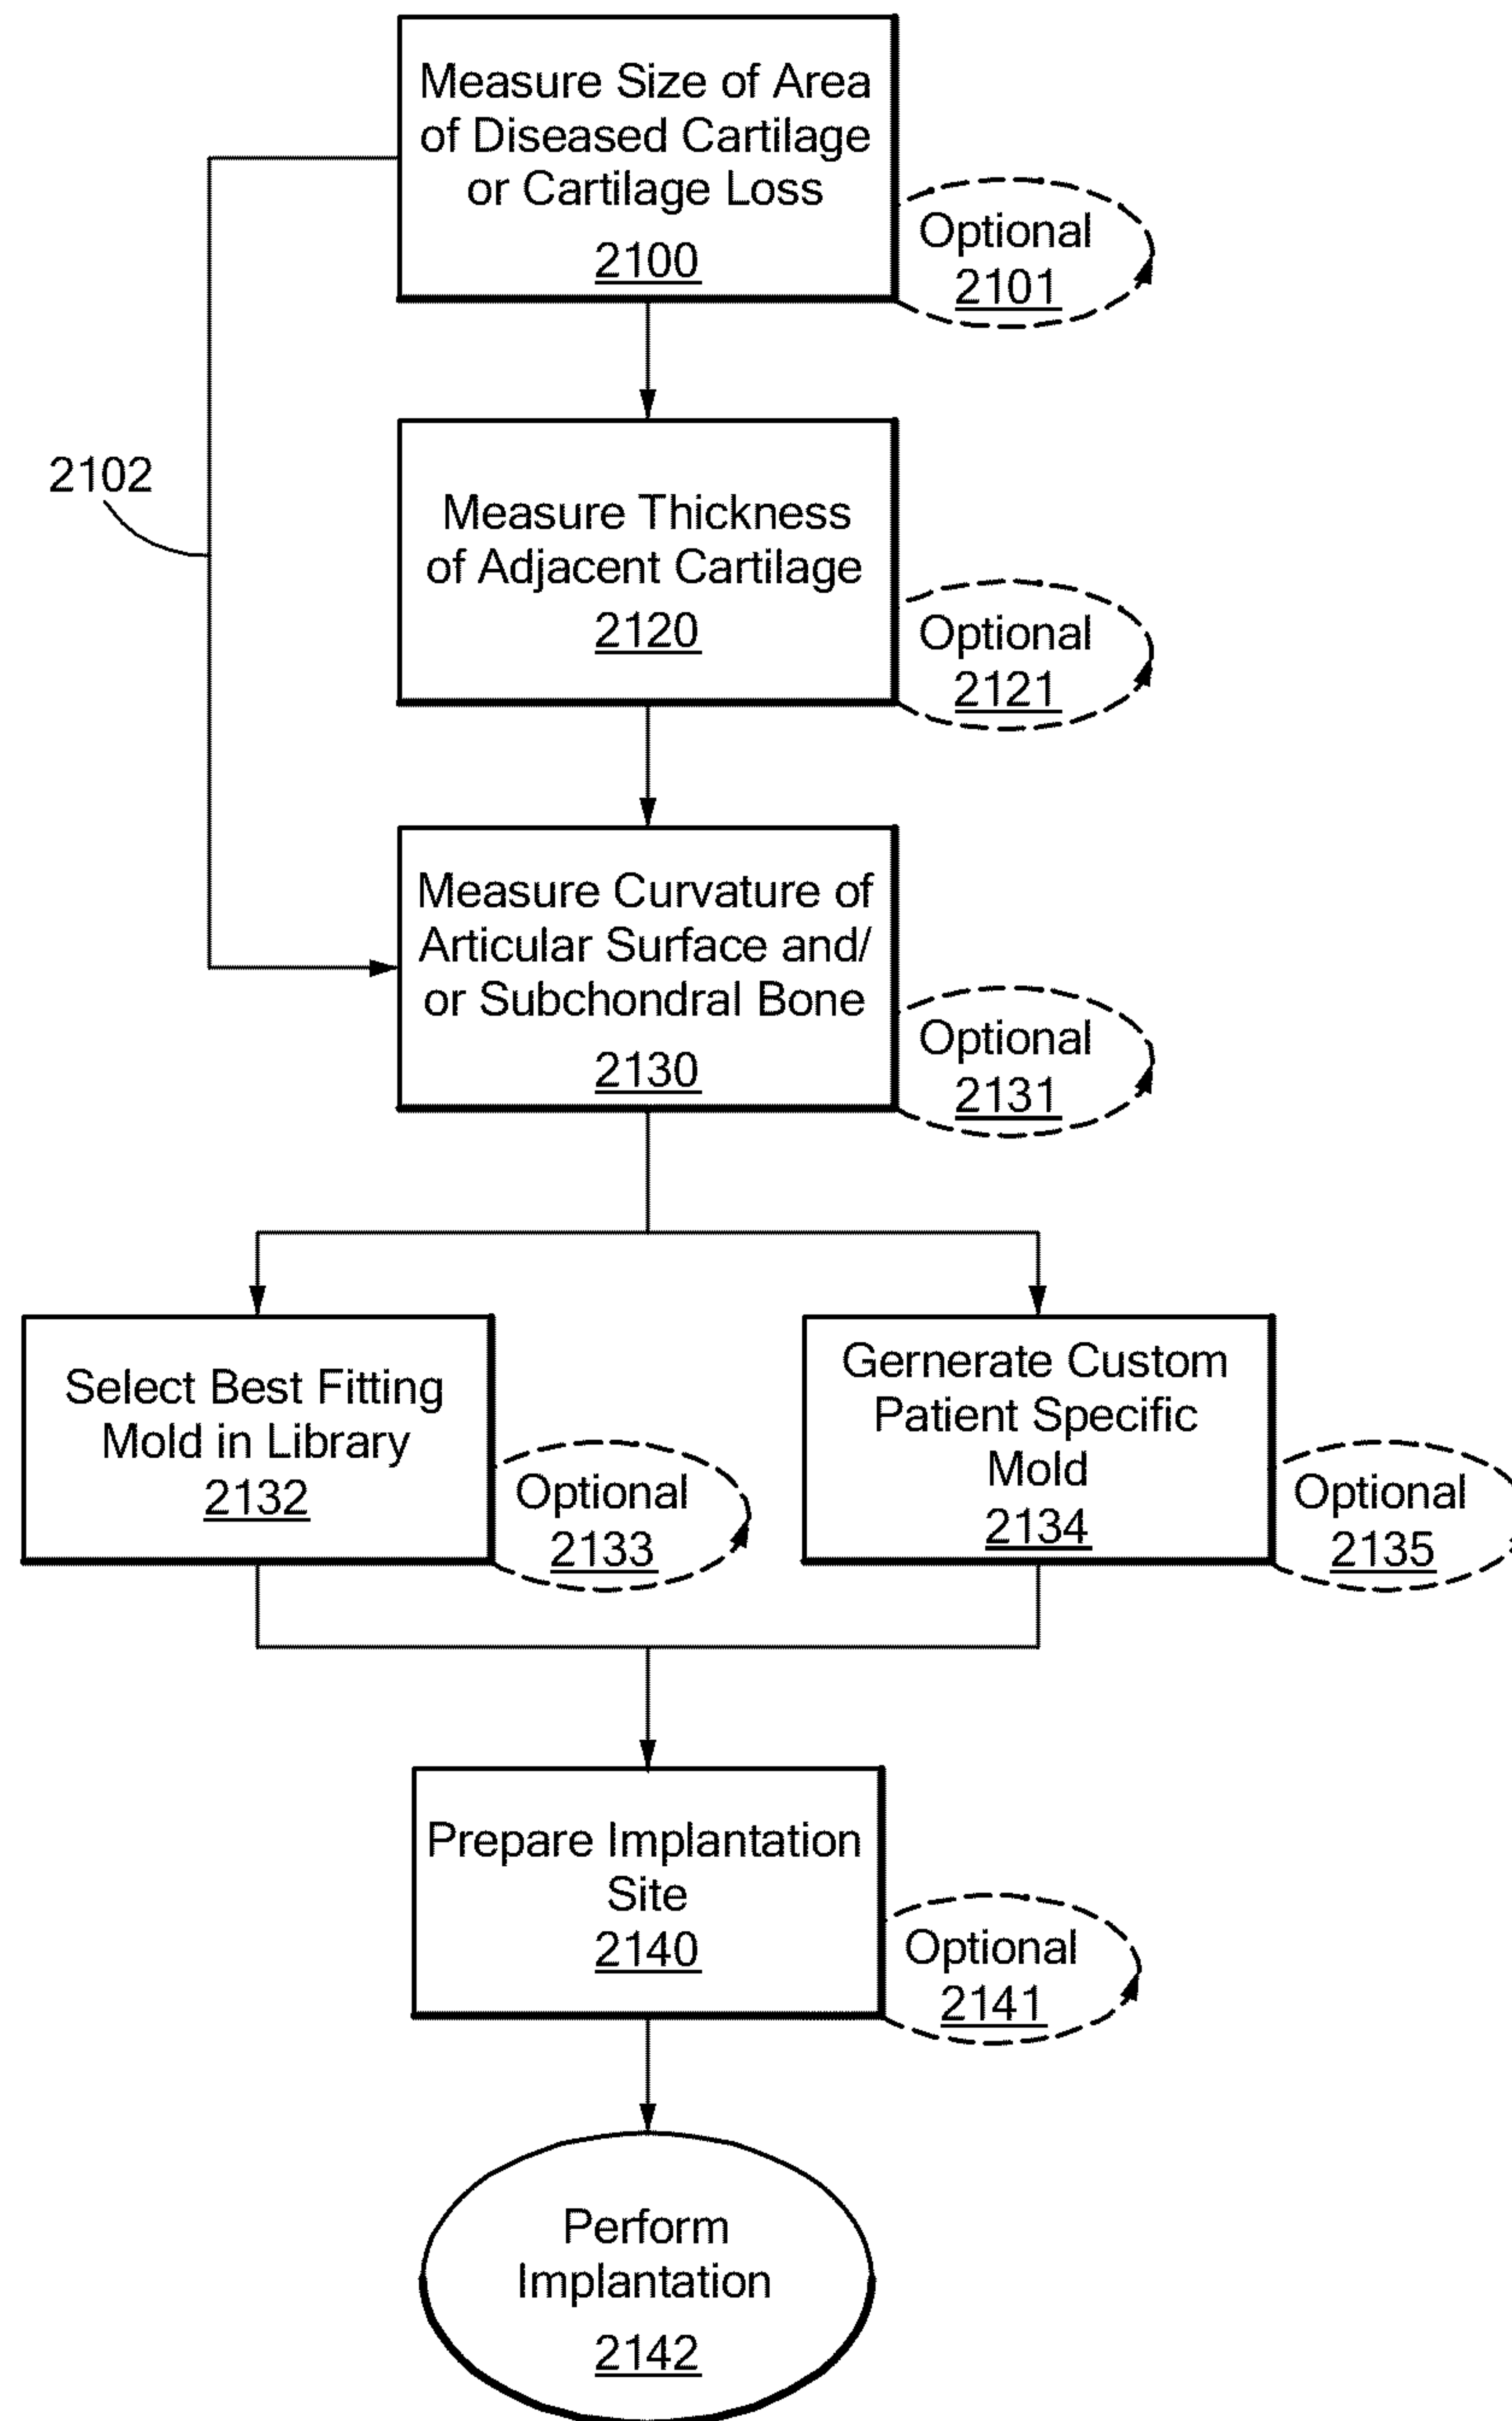 Measure Size of Area
of Diseased Cartilage
or Cartilage Loss
2100
Optional
2101
2102
Measure Thickness
of Adjacent Cartilage
2120
Optional
2121
Measure Curvature of
Articular Surface and/
or Subchondral Bone
2130
Optional
2131
Select Best Fitting
Mold in Library
2132
Optional
2133
Gernerate Custom
Patient Specific
Mold
2134
Optional
2135
Prepare Implantation
Site
2140
Optional
2141
Perform
Implantation
2142